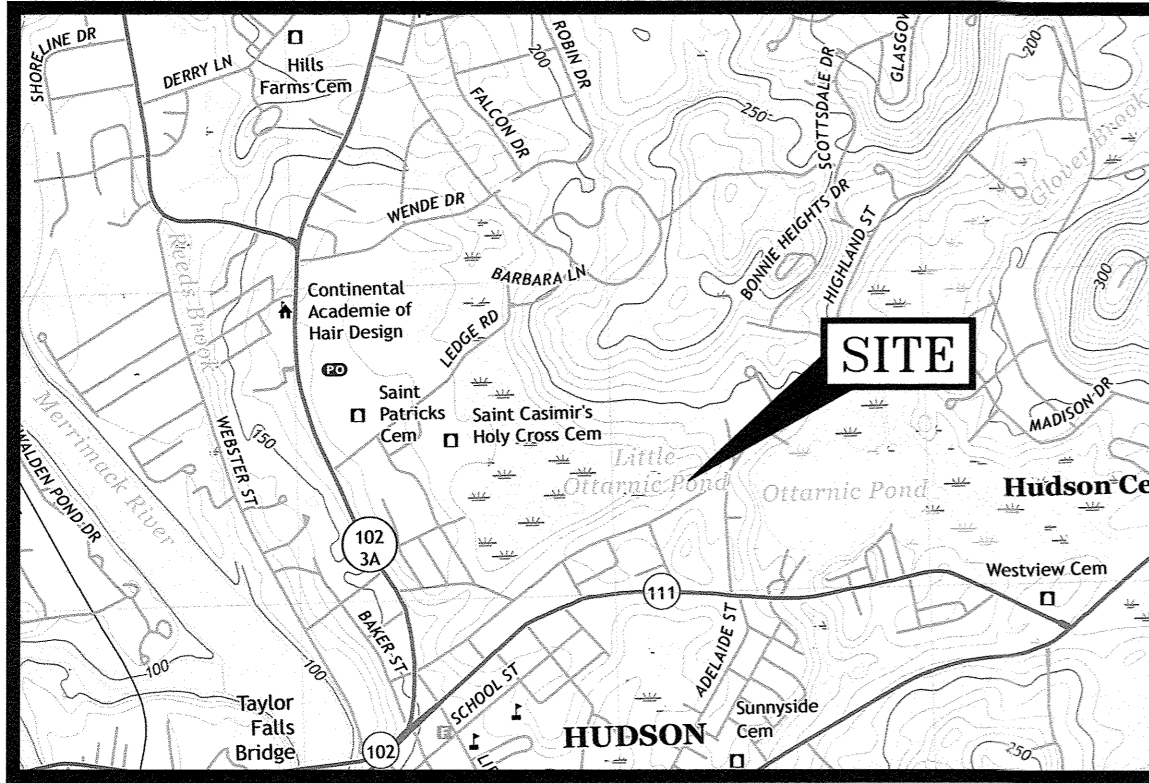 SHORE LINE DR
DERRY LN
Hills
Farms Cem
200
ROBIN DR
FALCON DR
250
SCOTTSDALE DR
200
Glover Brook
WENDE DR
BONNIE HEIGHTS DR
HIGHLAND ST
BARBARA LN
300
Reeds Brook
Continental
Academie of
Hair Design
LEDGE RD
SITE
PO
Saint
Patricks
Cem
Saint Casimir's
Holy Cross Cem
MADISON DR
Merrimack River
WEBSTER ST
150
Little
Ottarnic Pond
Ottarnic Pond
Hudson Ce
WALDEN POND DR
102
3A
111
Westview Cem
BAKER ST
ADELAIDE ST
100
100
SCHOOL ST
Taylor
Falls
Bridge
102
HUDSON
Sunnyside
Cem
250